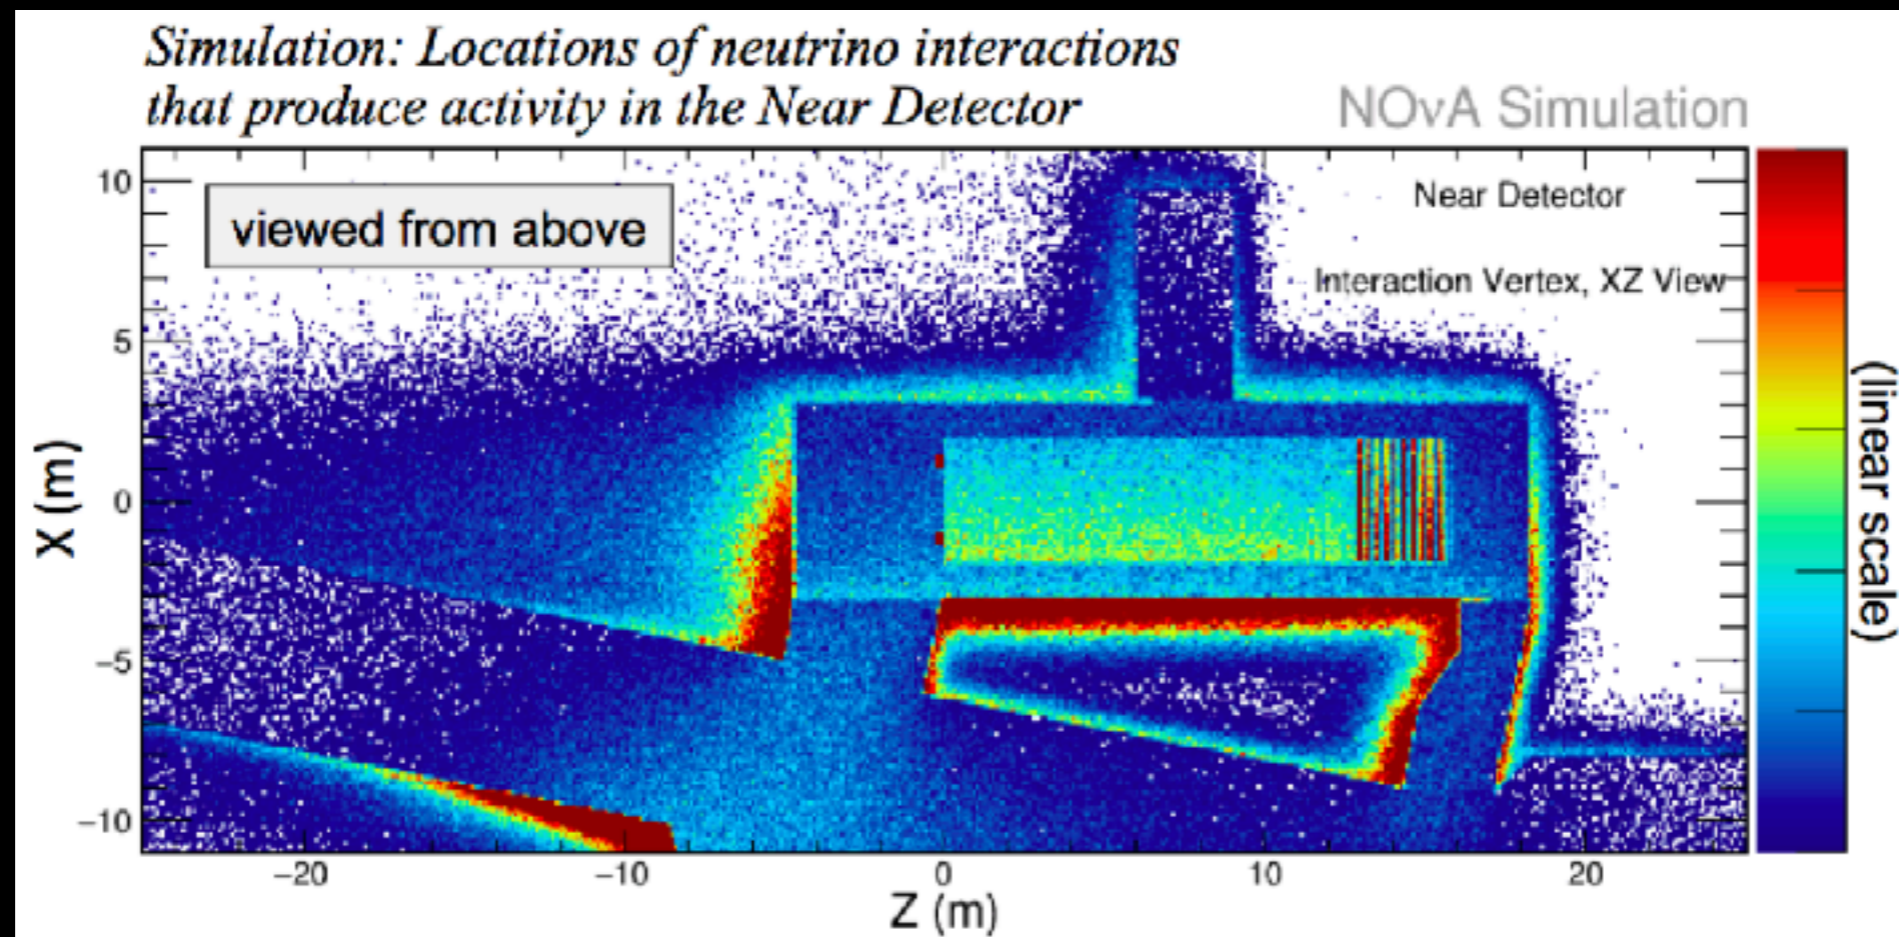 Simulation: Locations of neutrino interactions
that produce activity in the Near Detector
NOνA Simulation
viewed from above
Near Detector
Interaction Vertex, XZ View
10
5
0
−5
−10
X (m)
−20
−10
0
10
20
Z (m)
(linear scale)